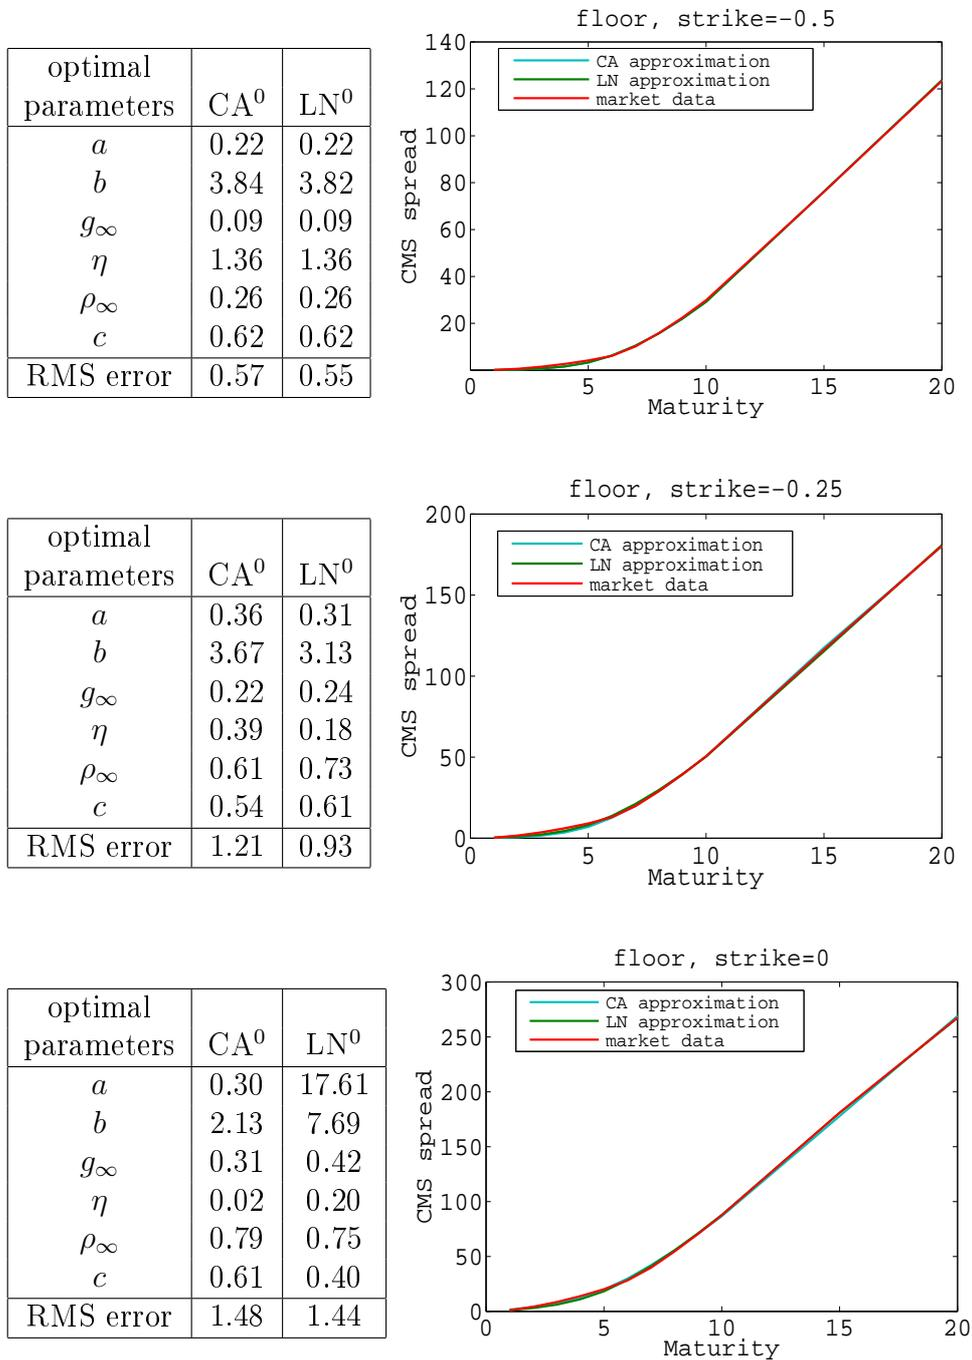 optimal
parameters CA⁰ LN⁰
a 0.22 0.22
b 3.84 3.82
g∞ 0.09 0.09
η 1.36 1.36
ρ∞ 0.26 0.26
c 0.62 0.62
RMS error 0.57 0.55
floor, strike=−0.5
CA approximation
LN approximation
market data
CMS spread
140
120
100
80
60
40
20
0 5 10 15 20
Maturity
optimal
parameters CA⁰ LN⁰
a 0.36 0.31
b 3.67 3.13
g∞ 0.22 0.24
η 0.39 0.18
ρ∞ 0.61 0.73
c 0.54 0.61
RMS error 1.21 0.93
floor, strike=−0.25
CA approximation
LN approximation
market data
CMS spread
200
150
100
50
0
0 5 10 15 20
Maturity
optimal
parameters CA⁰ LN⁰
a 0.30 17.61
b 2.13 7.69
g∞ 0.31 0.42
η 0.02 0.20
ρ∞ 0.79 0.75
c 0.61 0.40
RMS error 1.48 1.44
floor, strike=0
CA approximation
LN approximation
market data
CMS spread
300
250
200
150
100
50
0
0 5 10 15 20
Maturity